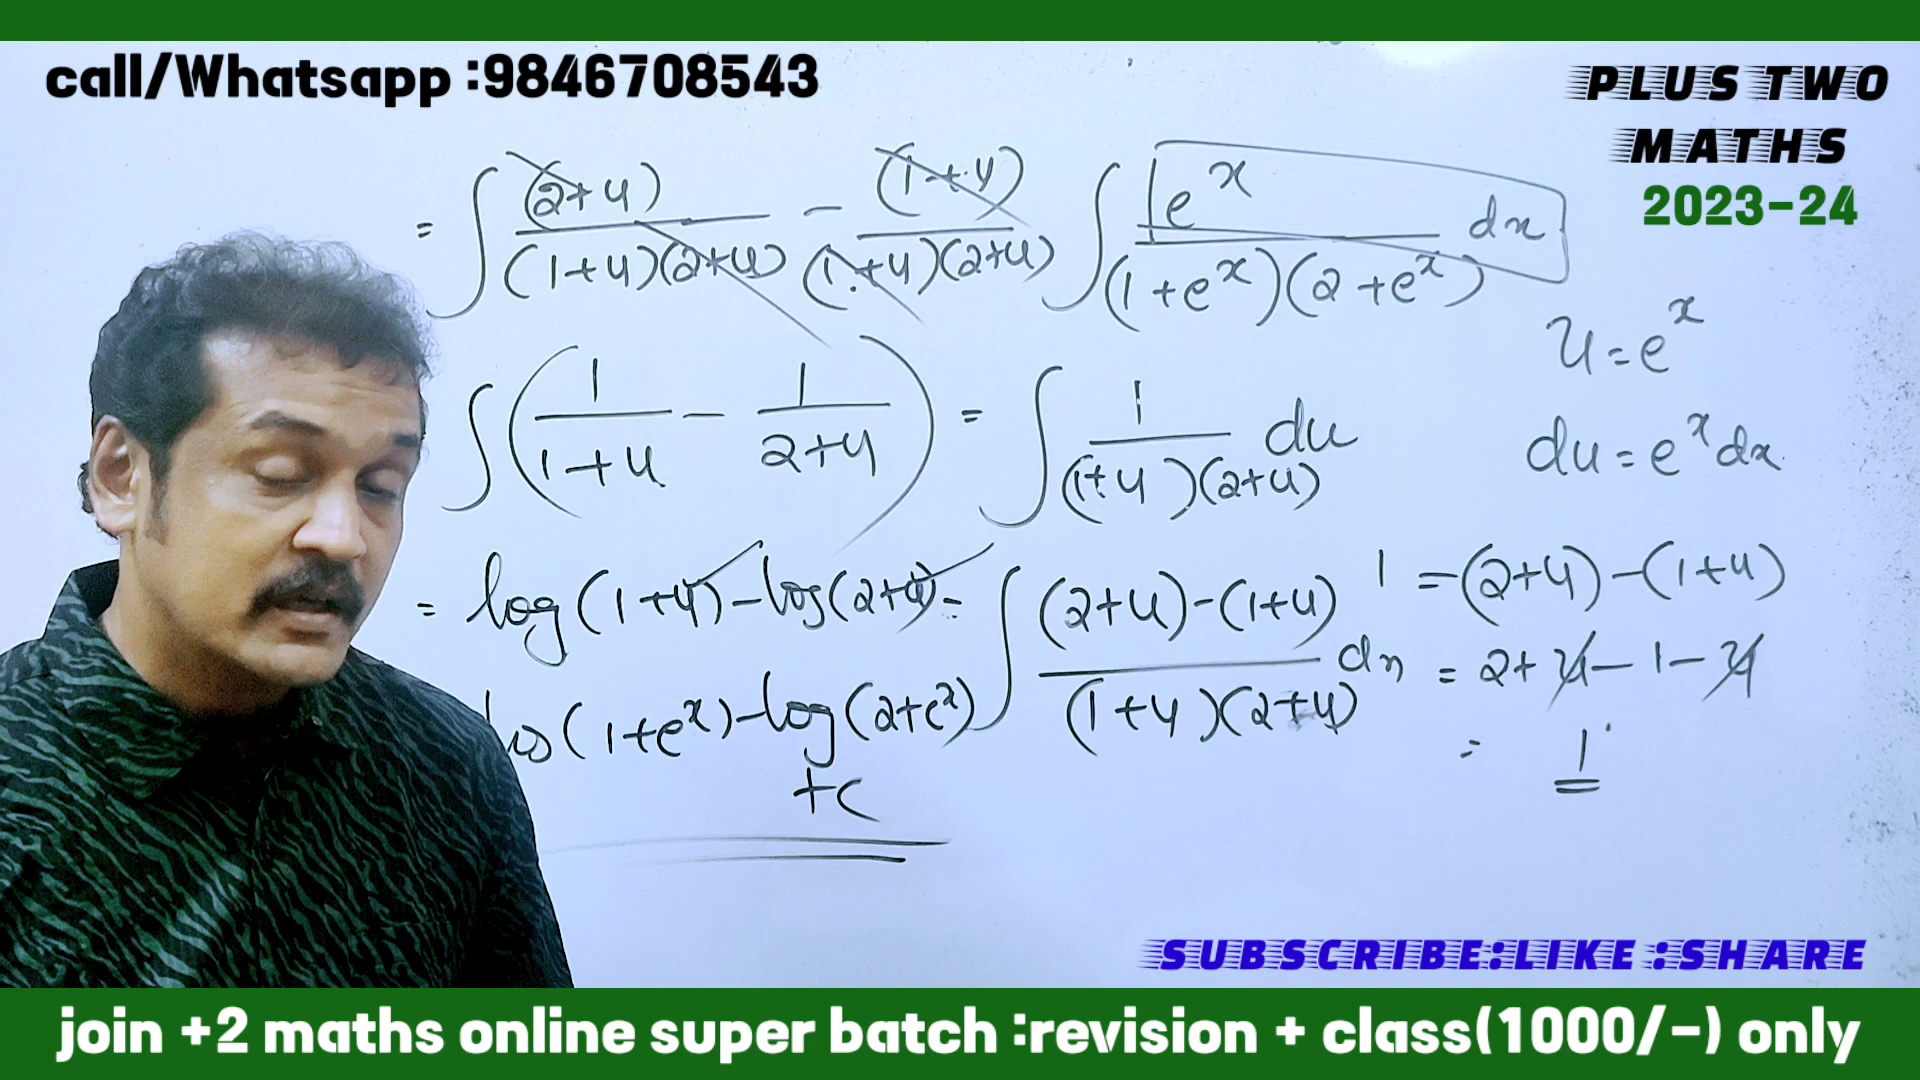 call/Whatsapp :9846708543
PLUS TWO
MATHS
2023-24
∫ e^x / (1+e^x)(2+e^x) dx
u = e^x
du = e^x dx
= ∫ 1 / (1+u)(2+u) du
1 = (2+u) - (1+u)
= 2+u - 1 - u
= 1
= ∫ (2+u) - (1+u) / (1+u)(2+u) dx
= ∫ (2+u) / (1+u)(2+u) - (1+u) / (1+u)(2+u)
∫ ( 1 / 1+u - 1 / 2+u )
= log(1+u) - log(2+u)
log(1+e^x) - log(2+e^x)
+c
SUBSCRIBE:LIKE :SHARE
join +2 maths online super batch :revision + class(1000/-) only